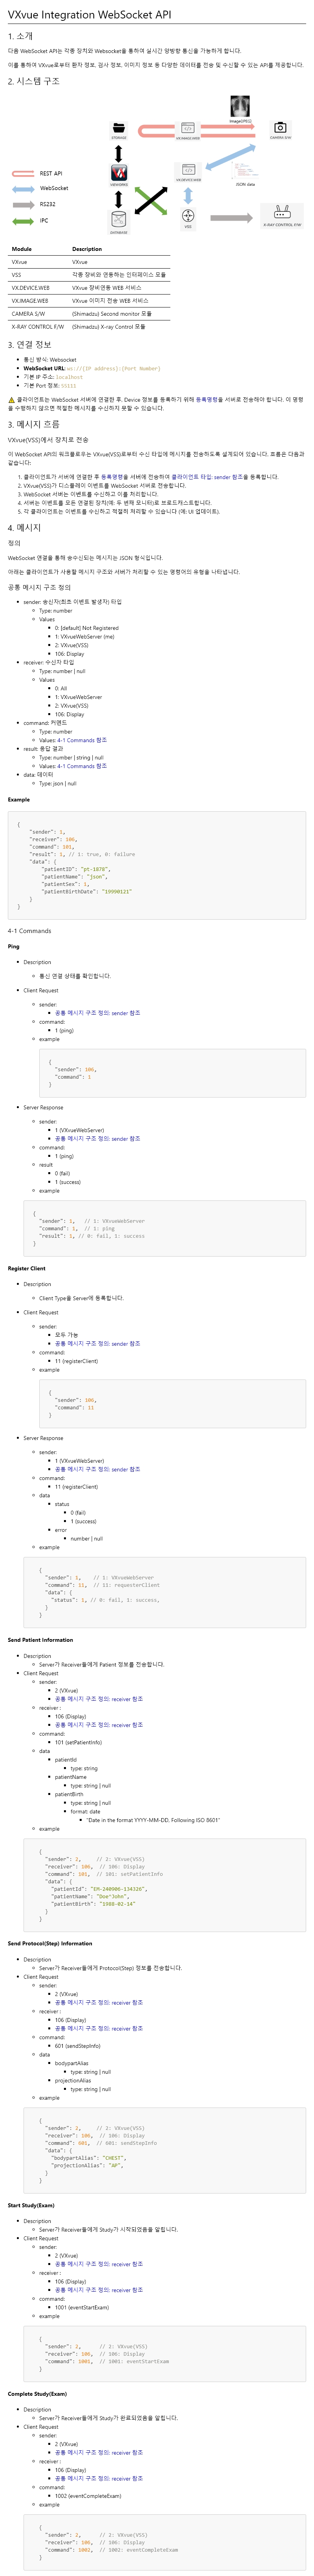 VXvue Integration WebSocket API
1. 소개
다음 WebSocket API는 각종 장치와 Websocket을 통하여 실시간 양방향 통신을 가능하게 합니다.
이를 통하여 VXvue로부터 환자 정보, 검사 정보, 이미지 정보 등 다양한 데이터를 전송 및 수신할 수 있는 API를 제공합니다.
2. 시스템 구조
Image(JPEG)
STORAGE
VX.IMAGE.WEB
CAMERA S/W
REST API
WebSocket
RS232
IPC
VIEWORKS
VX.DEVICE.WEB
JSON data
DATABASE
VSS
X-RAY CONTROL F/W
Module Description
VXvue VXvue
VSS 각종 장비와 연동하는 인터페이스 모듈
VX.DEVICE.WEB VXvue 장비연동 WEB 서비스
VX.IMAGE.WEB VXvue 이미지 전송 WEB 서비스
CAMERA S/W (Shimadzu) Second monitor 모듈
X-RAY CONTROL F/W (Shimadzu) X-ray Control 모듈
3. 연결 정보
• 통신 방식: Websocket
• WebSocket URL: ws://[IP address]:[Port Number]
• 기본 IP 주소: localhost
• 기본 Port 정보: 55111
⚠ 클라이언트는 WebSocket 서버에 연결한 후, Device 정보를 등록하기 위해 등록명령을 서버로 전송해야 합니다. 이 명령
을 수행하지 않으면 적절한 메시지를 수신하지 못할 수 있습니다.
3. 메시지 흐름
VXvue(VSS)에서 장치로 전송
이 WebSocket API의 워크플로우는 VXvue(VSS)로부터 수신 타입에 메시지를 전송하도록 설계되어 있습니다. 흐름은 다음과
같습니다:
1. 클라이언트가 서버에 연결한 후 등록명령을 서버에 전송하여 클라이언트 타입: sender 참조을 등록합니다.
2. VXvue(VSS)가 디스플레이 이벤트를 WebSocket 서버로 전송합니다.
3. WebSocket 서버는 이벤트를 수신하고 이를 처리합니다.
4. 서버는 이벤트를 모든 연결된 장치(예: 두 번째 모니터)로 브로드캐스트합니다.
5. 각 클라이언트는 이벤트를 수신하고 적절히 처리할 수 있습니다 (예: UI 업데이트).
4. 메시지
정의
WebSocket 연결을 통해 송수신되는 메시지는 JSON 형식입니다.
아래는 클라이언트가 사용할 메시지 구조와 서버가 처리할 수 있는 명령어의 유형을 나타냅니다.
공통 메시지 구조 정의
• sender: 송신자(최초 이벤트 발생자) 타입
Type: number
Values
0: [default] Not Registered
1: VXvueWebServer (me)
2: VXvue(VSS)
106: Display
• receiver: 수신자 타입
Type: number | null
Values
0: All
1: VXvueWebServer
2: VXvue(VSS)
106: Display
• command: 커맨드
Type: number
Values: 4-1 Commands 참조
• result: 응답 결과
Type: number | string | null
Values: 4-1 Commands 참조
• data: 데이터
Type: json | null
Example
{
"sender": 1,
"receiver": 106,
"command": 101,
"result": 1, // 1: true, 0: failure
"data": {
"patientID": "pt-1078",
"patientName": "json",
"patientSex": 1,
"patientBirthDate": "19990121"
}
}
4-1 Commands
Ping
• Description
통신 연결 상태를 확인합니다.
• Client Request
sender:
공통 메시지 구조 정의: sender 참조
command:
1 (ping)
example
{
"sender": 106,
"command": 1
}
• Server Response
sender:
1 (VXvueWebServer)
공통 메시지 구조 정의: sender 참조
command:
1 (ping)
result
0 (fail)
1 (success)
example
{
"sender": 1, // 1: VXvueWebServer
"command": 1, // 1: ping
"result": 1, // 0: fail, 1: success
}
Register Client
• Description
Client Type을 Server에 등록합니다.
• Client Request
sender:
모두 가능
공통 메시지 구조 정의: sender 참조
command:
11 (registerClient)
example
{
"sender": 106,
"command": 11
}
• Server Response
sender:
1 (VXvueWebServer)
공통 메시지 구조 정의: sender 참조
command:
11 (registerClient)
data
status
0 (fail)
1 (success)
error
number | null
example
{
"sender": 1, // 1: VXvueWebServer
"command": 11, // 11: requesterClient
"data": {
"status": 1, // 0: fail, 1: success,
}
}
Send Patient Information
• Description
Server가 Receiver들에게 Patient 정보를 전송합니다.
• Client Request
sender:
2 (VXvue)
공통 메시지 구조 정의: receiver 참조
receiver :
106 (Display)
공통 메시지 구조 정의: receiver 참조
command:
101 (setPatientInfo)
data
patientId
type: string
patientName
type: string | null
patientBirth
type: string | null
format: date
"Date in the format YYYY-MM-DD, Following ISO 8601"
example
{
"sender": 2, // 2: VXvue(VSS)
"receiver": 106, // 106: Display
"command": 101, // 101: setPatientInfo
"data": {
"patientId": "EM-240906-134326",
"patientName": "Doe^John",
"patientBirth": "1988-02-14"
}
}
Send Protocol(Step) Information
• Description
Server가 Receiver들에게 Protocol(Step) 정보를 전송합니다.
• Client Request
sender:
2 (VXvue)
공통 메시지 구조 정의: receiver 참조
receiver :
106 (Display)
공통 메시지 구조 정의: receiver 참조
command:
601 (sendStepInfo)
data
bodypartAlias
type: string | null
projectionAlias
type: string | null
example
{
"sender": 2, // 2: VXvue(VSS)
"receiver": 106, // 106: Display
"command": 601, // 601: sendStepInfo
"data": {
"bodypartAlias": "CHEST",
"projectionAlias": "AP",
}
}
Start Study(Exam)
• Description
Server가 Receiver들에게 Study가 시작되었음을 알립니다.
• Client Request
sender:
2 (VXvue)
공통 메시지 구조 정의: receiver 참조
receiver :
106 (Display)
공통 메시지 구조 정의: receiver 참조
command:
1001 (eventStartExam)
example
{
"sender": 2, // 2: VXvue(VSS)
"receiver": 106, // 106: Display
"command": 1001, // 1001: eventStartExam
}
Complete Study(Exam)
• Description
Server가 Receiver들에게 Study가 완료되었음을 알립니다.
• Client Request
sender:
2 (VXvue)
공통 메시지 구조 정의: receiver 참조
receiver :
106 (Display)
공통 메시지 구조 정의: receiver 참조
command:
1002 (eventCompleteExam)
example
{
"sender": 2, // 2: VXvue(VSS)
"receiver": 106, // 106: Display
"command": 1002, // 1002: eventCompleteExam
}